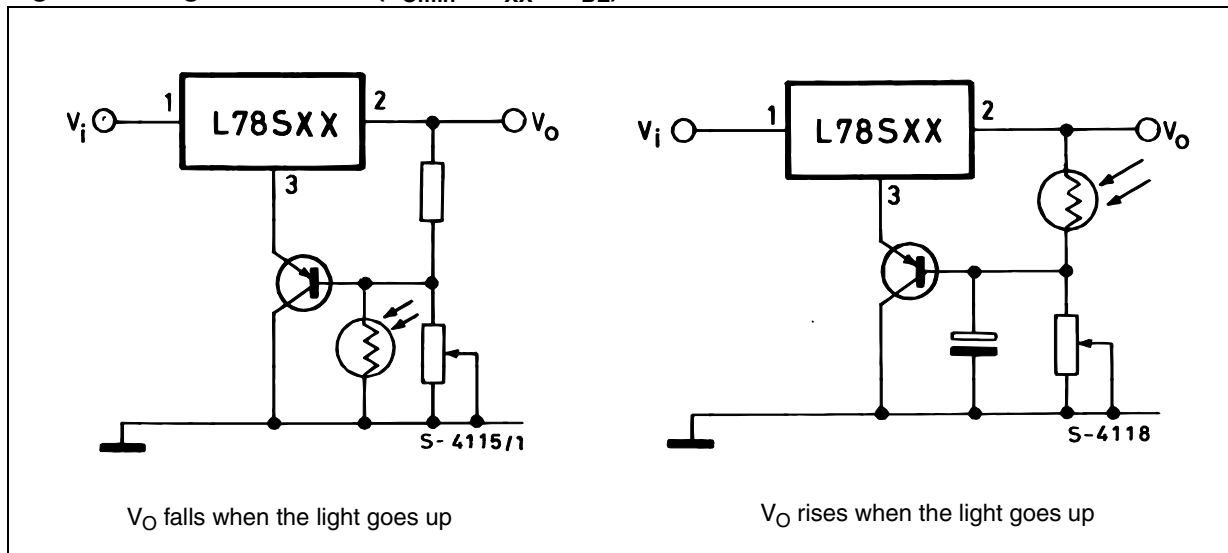 V_i
1
L78SXX
2
V_O
3
S-4115/1
V_O falls when the light goes up
V_i
1
L78SXX
2
V_O
3
S-4118
V_O rises when the light goes up